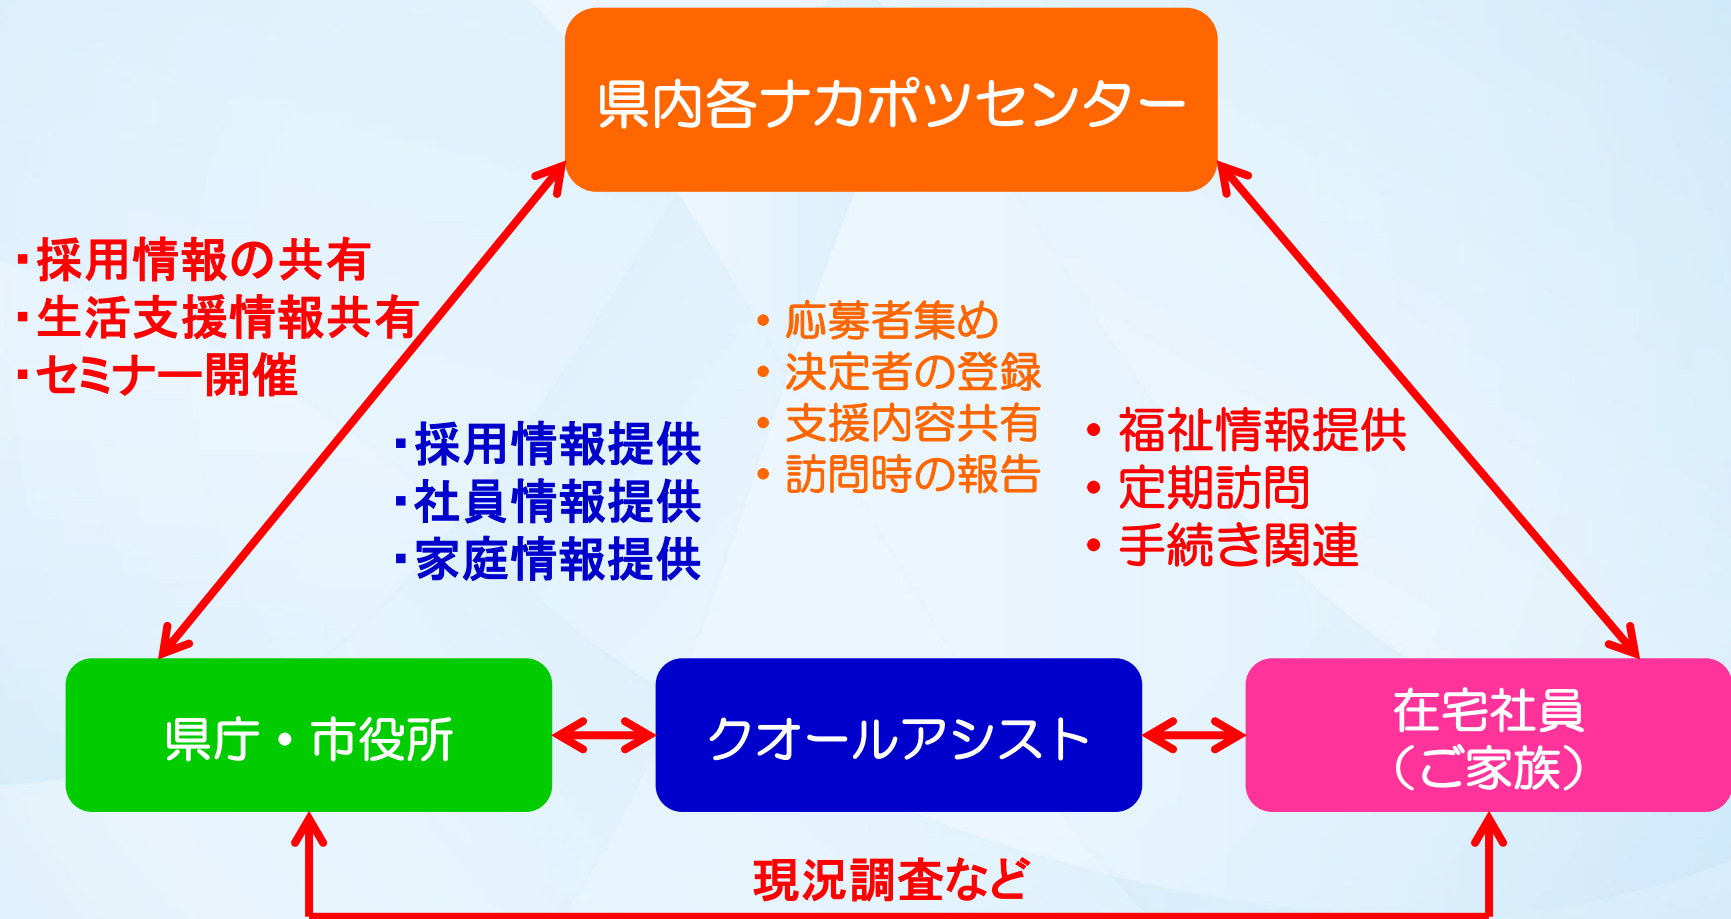 県内各ナカポツセンター
・採用情報の共有
・生活支援情報共有
・セミナー開催
・応募者集め
・決定者の登録
・支援内容共有
・訪問時の報告
・採用情報提供
・社員情報提供
・家庭情報提供
・福祉情報提供
・定期訪問
・手続き関連
県庁・市役所
クオールアシスト
在宅社員
（ご家族）
現況調査など